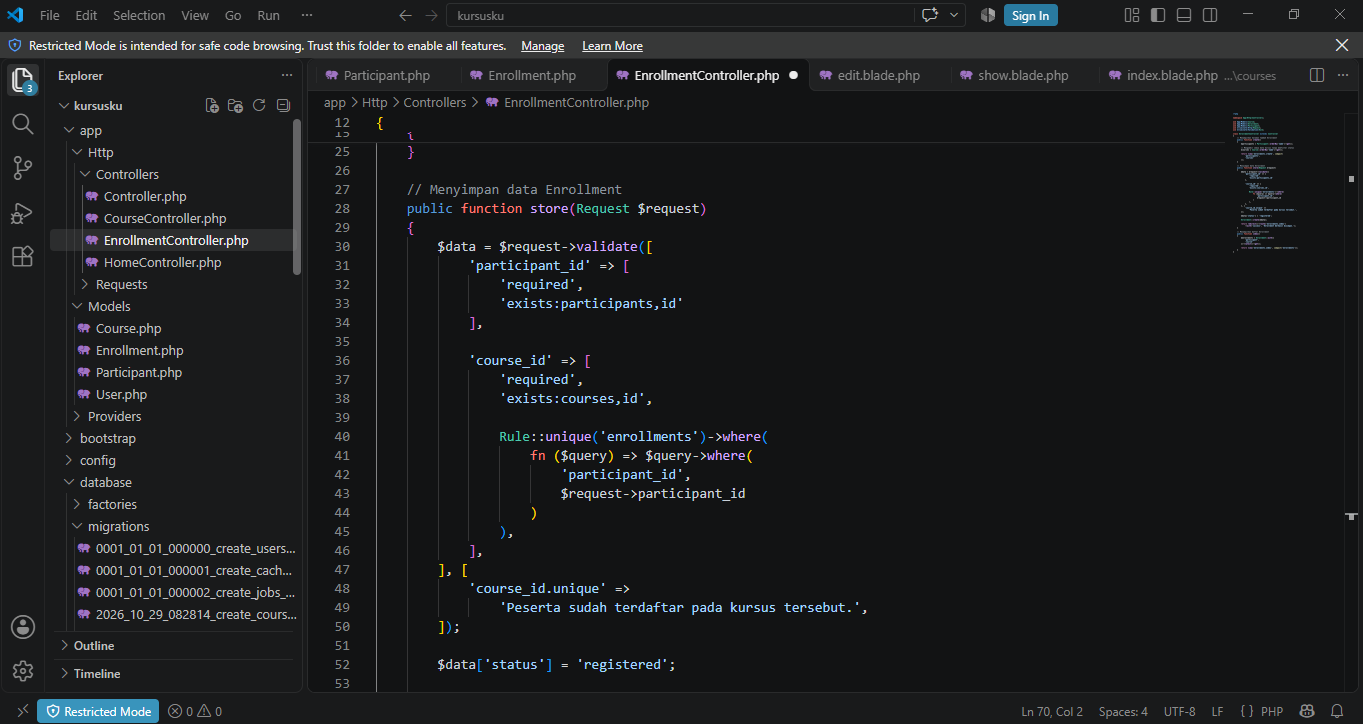 File Edit Selection View Go Run ··· kursusku Sign In
Restricted Mode is intended for safe code browsing. Trust this folder to enable all features. Manage Learn More
Explorer ···
kursusku
app
Http
Controllers
Controller.php
CourseController.php
EnrollmentController.php
HomeController.php
Requests
Models
Course.php
Enrollment.php
Participant.php
User.php
Providers
bootstrap
config
database
factories
migrations
0001_01_01_000000_create_users...
0001_01_01_000001_create_cach...
0001_01_01_000002_create_jobs_...
2026_10_29_082814_create_cours...
Outline
Timeline
3
Participant.php Enrollment.php EnrollmentController.php edit.blade.php show.blade.php index.blade.php ...\courses ···
app > Http > Controllers > EnrollmentController.php
12 {
15 {
25 }
26
27 // Menyimpan data Enrollment
28 public function store(Request $request)
29 {
30 $data = $request->validate([
31 'participant_id' => [
32 'required',
33 'exists:participants,id'
34 ],
35
36 'course_id' => [
37 'required',
38 'exists:courses,id',
39
40 Rule::unique('enrollments')->where(
41 fn ($query) => $query->where(
42 'participant_id',
43 $request->participant_id
44 )
45 ),
46 ],
47 ], [
48 'course_id.unique' =>
49 'Peserta sudah terdaftar pada kursus tersebut.',
50 ]);
51
52 $data['status'] = 'registered';
53
Restricted Mode 0 0 Ln 70, Col 2 Spaces: 4 UTF-8 LF { } PHP